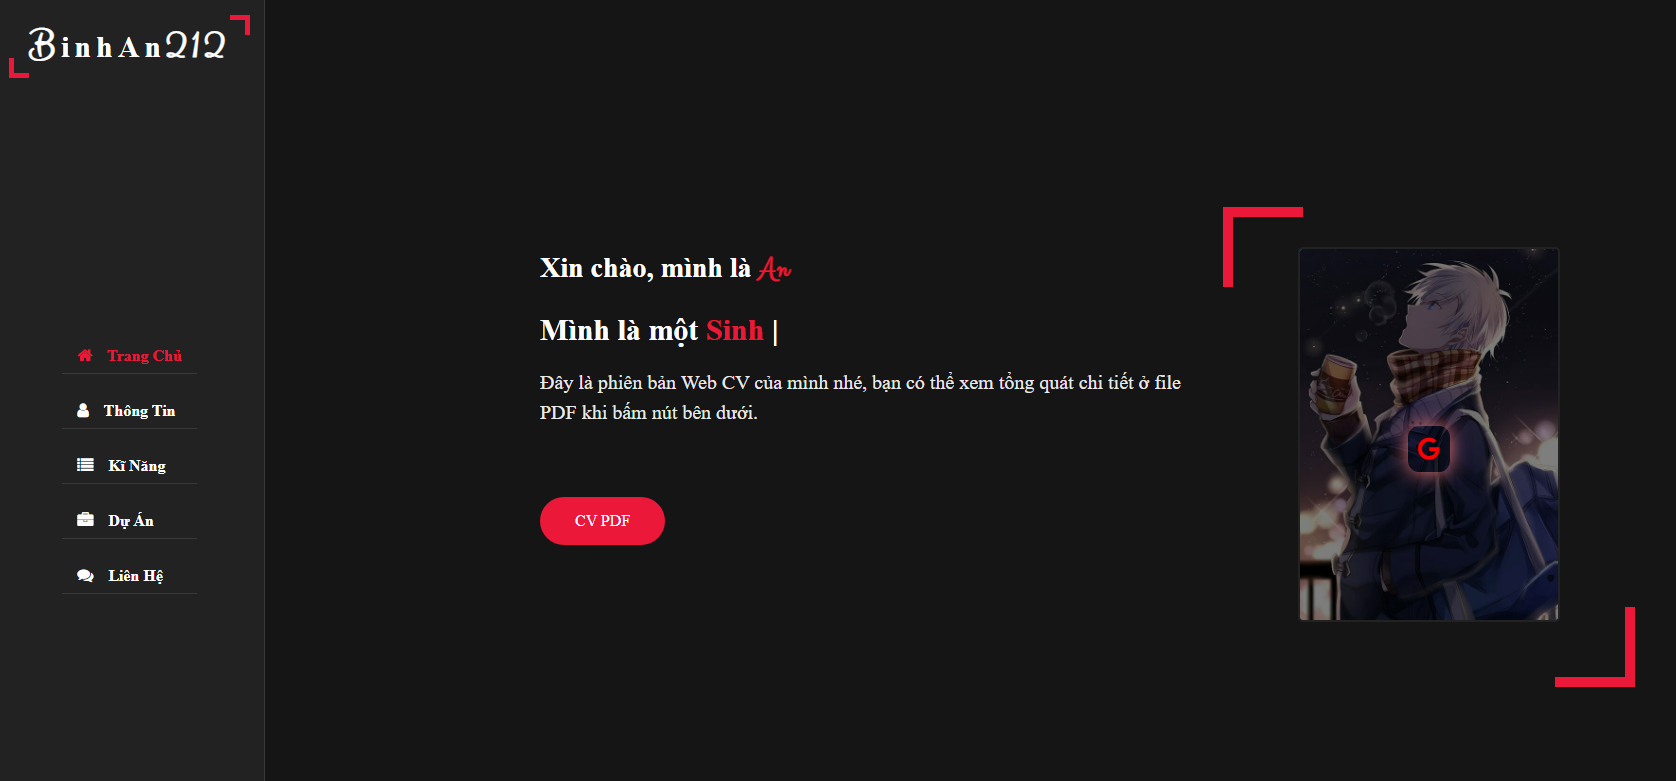 BinhAn212
Trang Chủ
Thông Tin
Kĩ Năng
Dự Án
Liên Hệ
Xin chào, mình là An
Mình là một Sinh |
Đây là phiên bản Web CV của mình nhé, bạn có thể xem tổng quát chi tiết ở file
PDF khi bấm nút bên dưới.
CV PDF
G